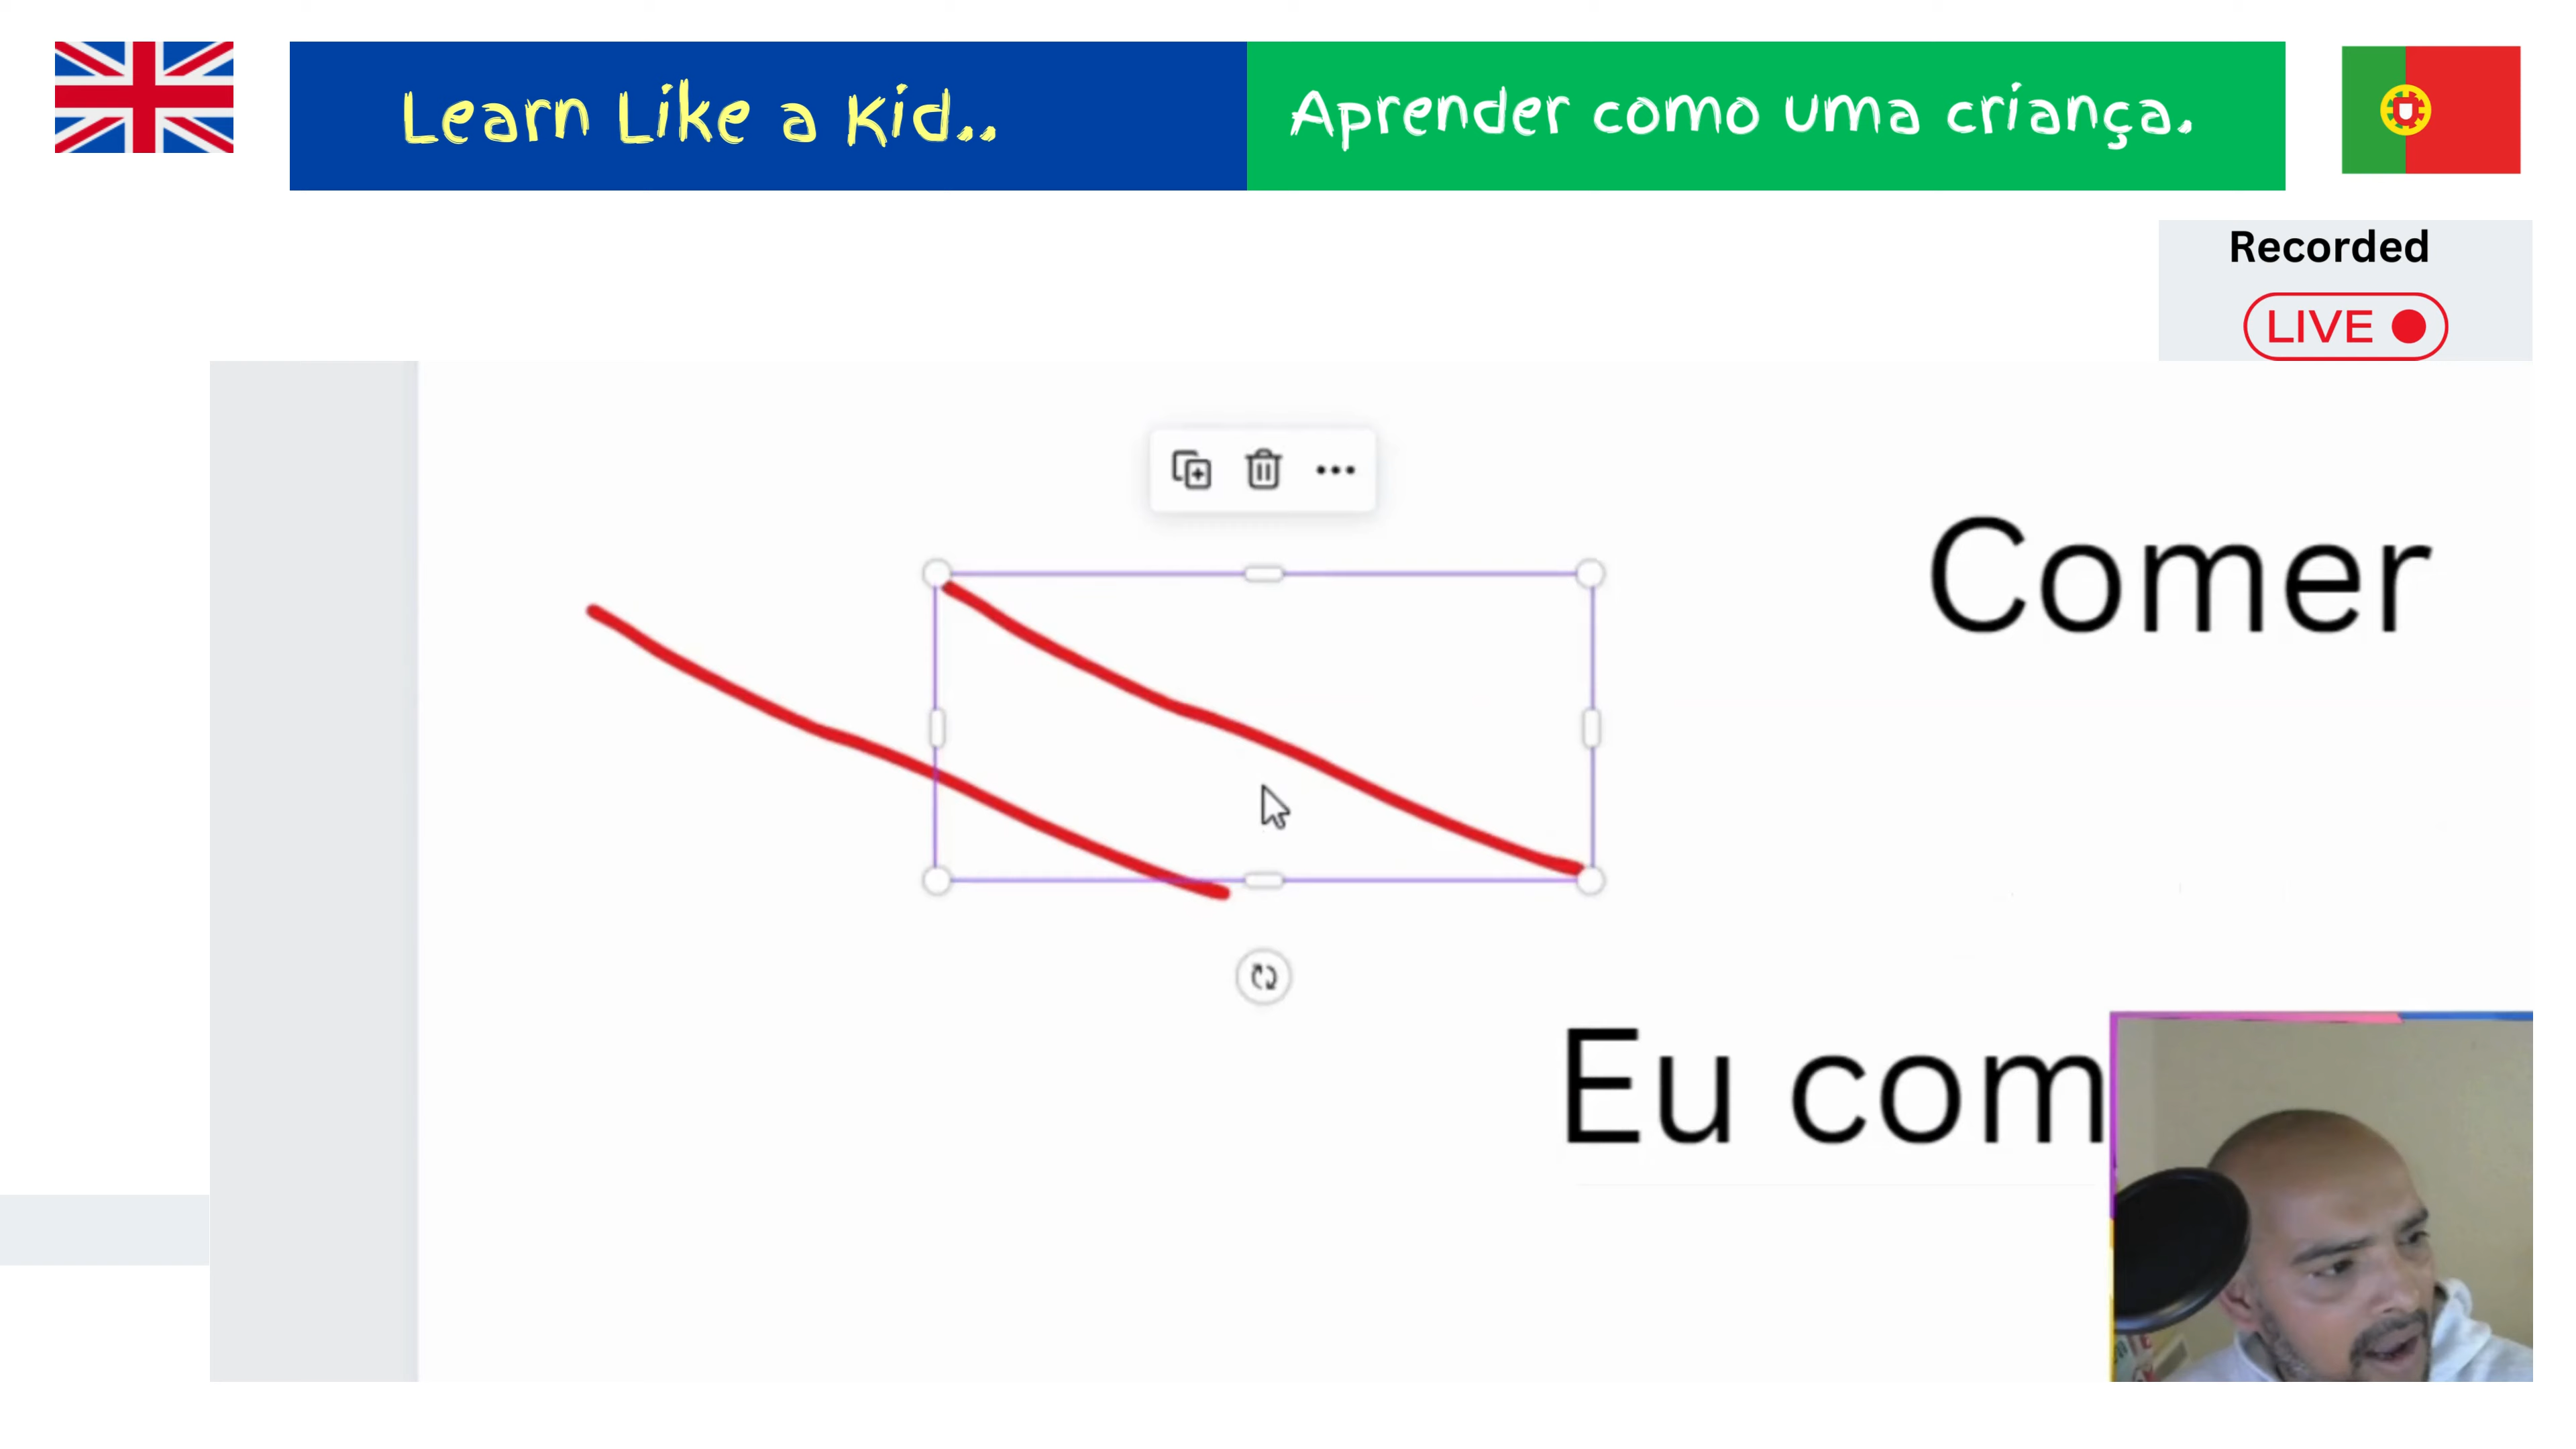 Learn Like a Kid..
Aprender como uma criança.
Recorded
LIVE
Comer
Eu com